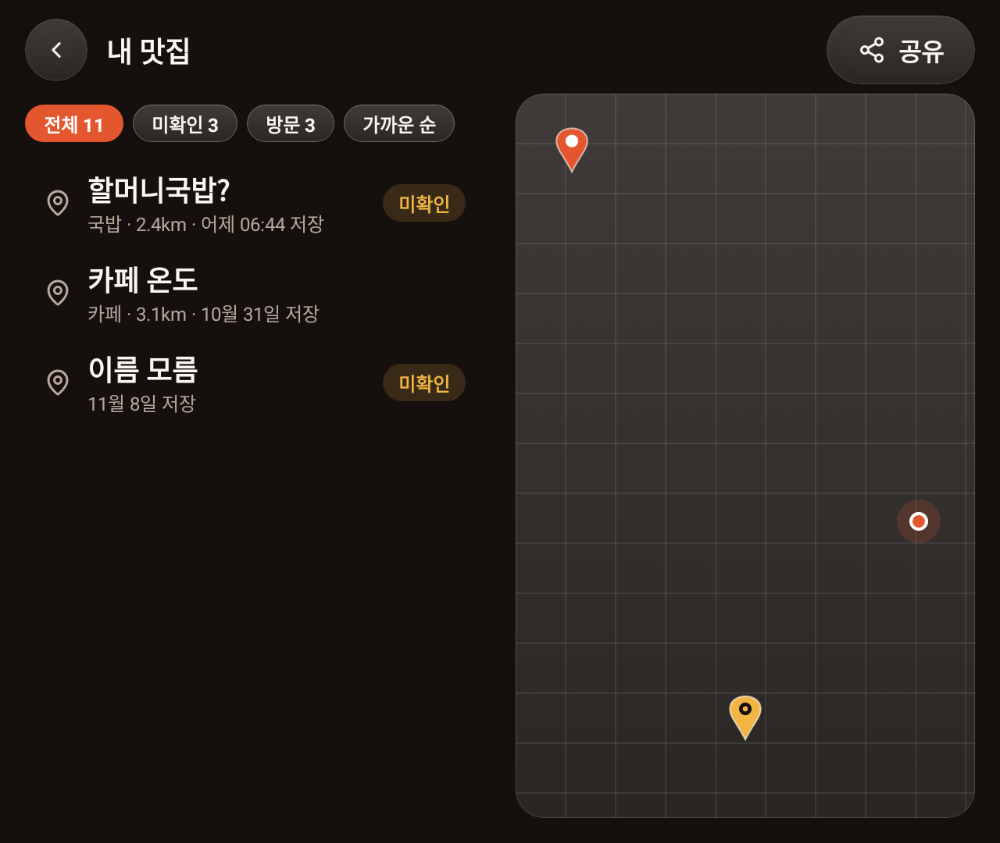 내 맛집
공유
전체 11
미확인 3
방문 3
가까운 순
할머니국밥?
국밥 · 2.4km · 어제 06:44 저장
미확인
카페 온도
카페 · 3.1km · 10월 31일 저장
이름 모름
11월 8일 저장
미확인